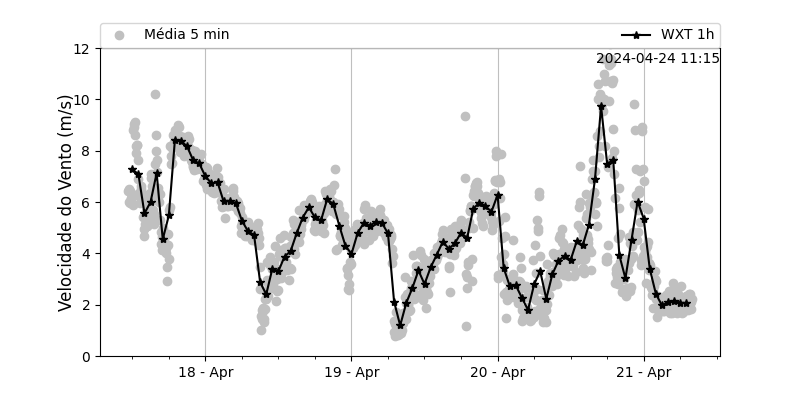 Média 5 min
WXT 1h
2024-04-24 11:15
Velocidade do Vento (m/s)
12
10
8
6
4
2
0
18 - Apr
19 - Apr
20 - Apr
21 - Apr